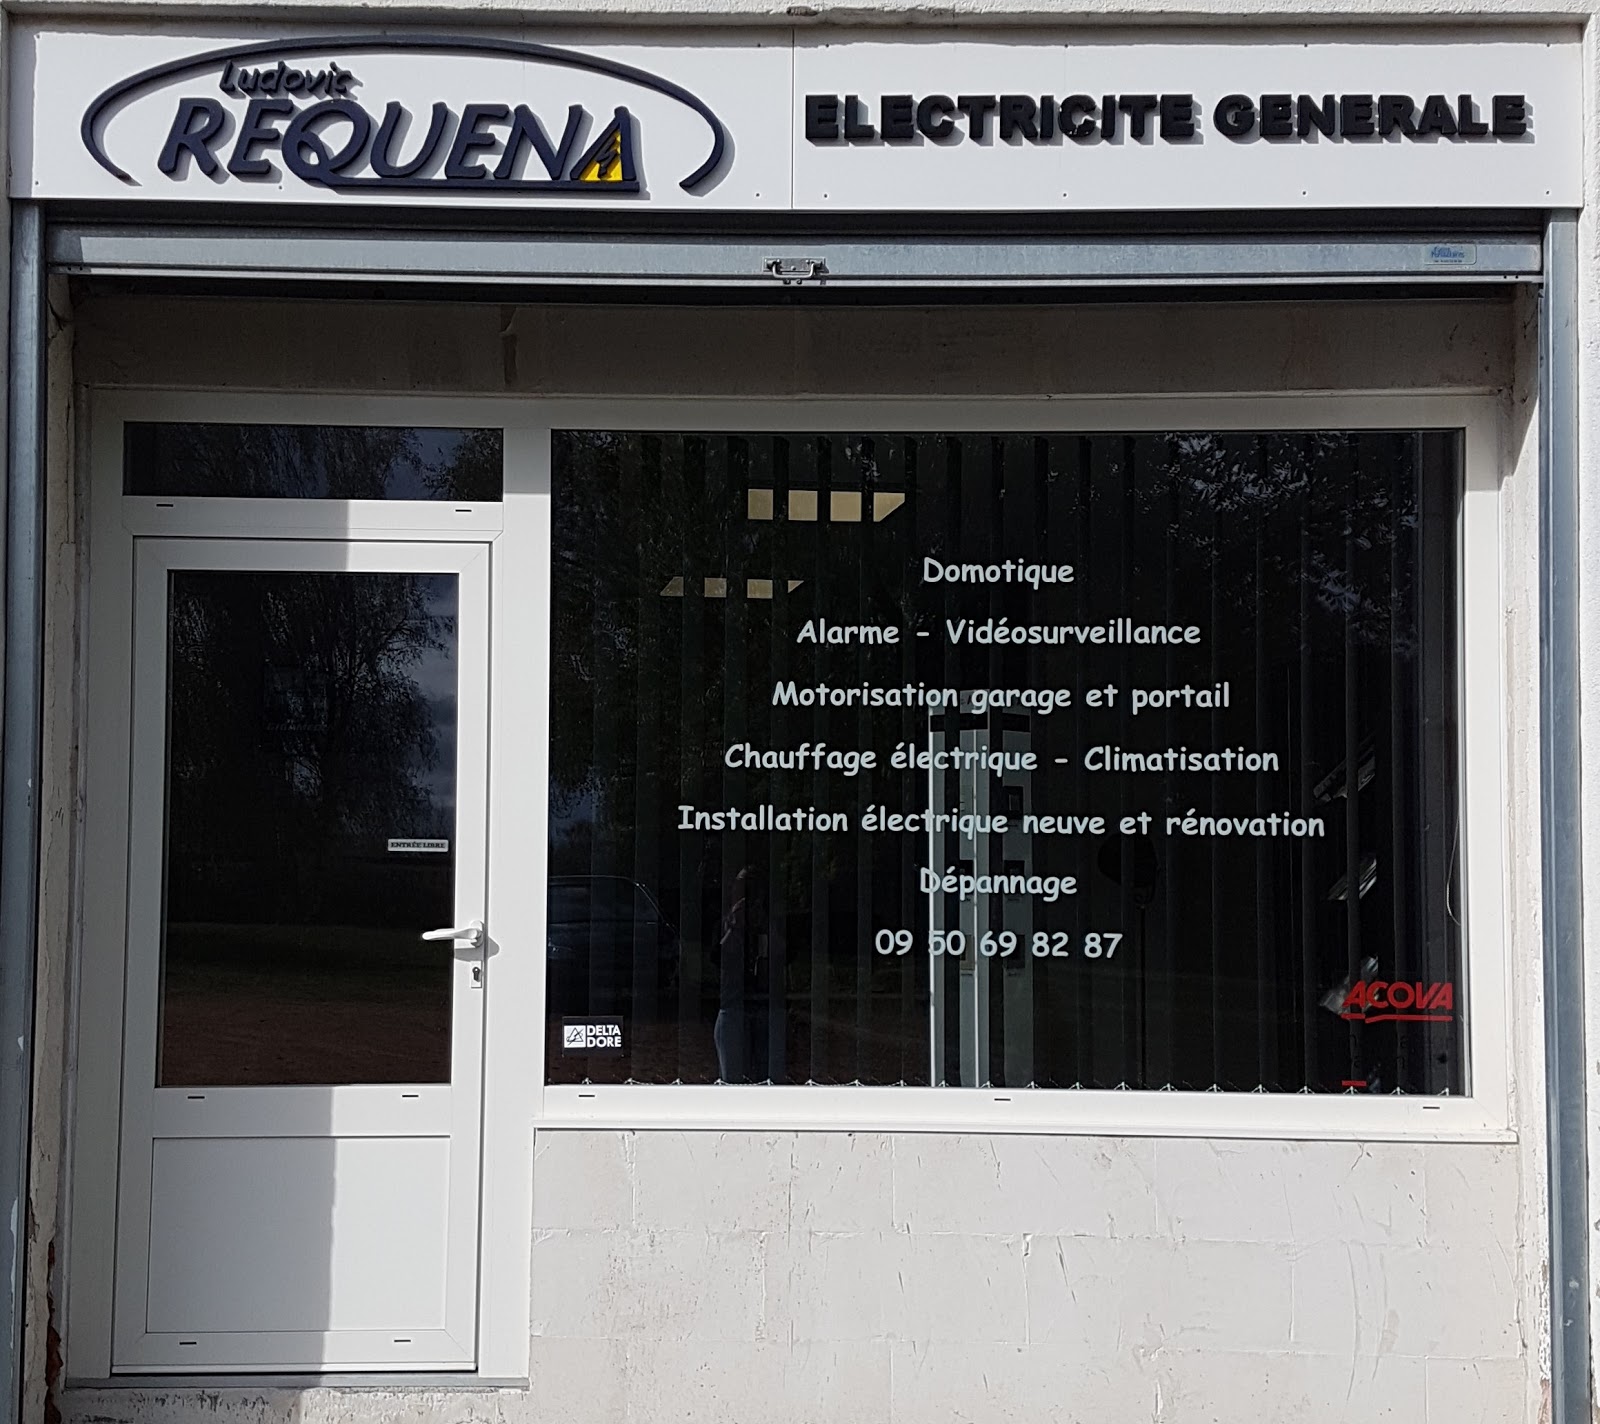 Ludovic
REQUENA
ELECTRICITE GENERALE
Domotique
Alarme - Vidéosurveillance
Motorisation garage et portail
Chauffage électrique - Climatisation
Installation électrique neuve et rénovation
Dépannage
09 50 69 82 87
ENTRÉE LIBRE
DELTA
DORE
ACOVA